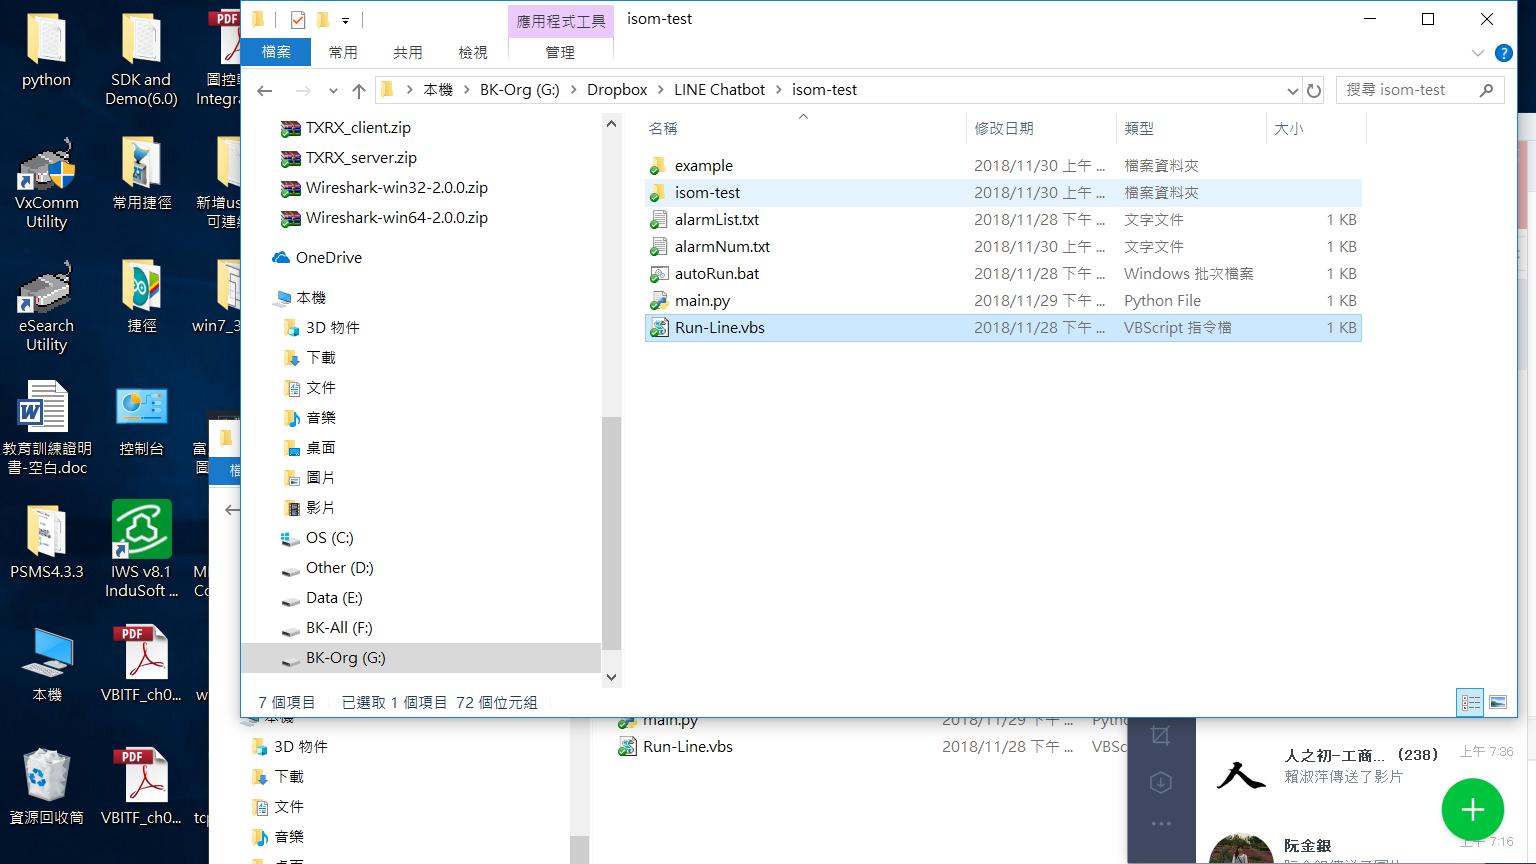 應用程式工具
isom-test
檔案
常用
共用
檢視
管理
本機
BK-Org (G:)
Dropbox
LINE Chatbot
isom-test
搜尋 isom-test
TXRX_client.zip
TXRX_server.zip
Wireshark-win32-2.0.0.zip
Wireshark-win64-2.0.0.zip
OneDrive
本機
3D 物件
下載
文件
音樂
桌面
圖片
影片
OS (C:)
Other (D:)
Data (E:)
BK-All (F:)
BK-Org (G:)
名稱 修改日期 類型 大小
example 2018/11/30 上午 ... 檔案資料夾
isom-test 2018/11/30 上午 ... 檔案資料夾
alarmList.txt 2018/11/28 下午 ... 文字文件 1 KB
alarmNum.txt 2018/11/30 上午 ... 文字文件 1 KB
autoRun.bat 2018/11/28 下午 ... Windows 批次檔案 1 KB
main.py 2018/11/29 下午 ... Python File 1 KB
Run-Line.vbs 2018/11/28 下午 ... VBScript 指令檔 1 KB
7 個項目 已選取 1 個項目 72 個位元組
python
SDK and
Demo(6.0)
圖控
Integra
VxComm
Utility
常用捷徑
新增us
可連
eSearch
Utility
捷徑
win7_3
教育訓練證明
書-空白.doc
控制台
富
圖
PSMS4.3.3
IWS v8.1
InduSoft ...
本機
VBITF_ch0...
資源回收筒
VBITF_ch0...
tcp
本機
3D 物件
下載
文件
音樂
桌面
main.py 2018/11/29 下午 ... Pytho
Run-Line.vbs 2018/11/28 下午 ... VBSc
人之初-工商... (238) 上午 7:36
賴淑萍傳送了影片
阮金銀 上午 7:16